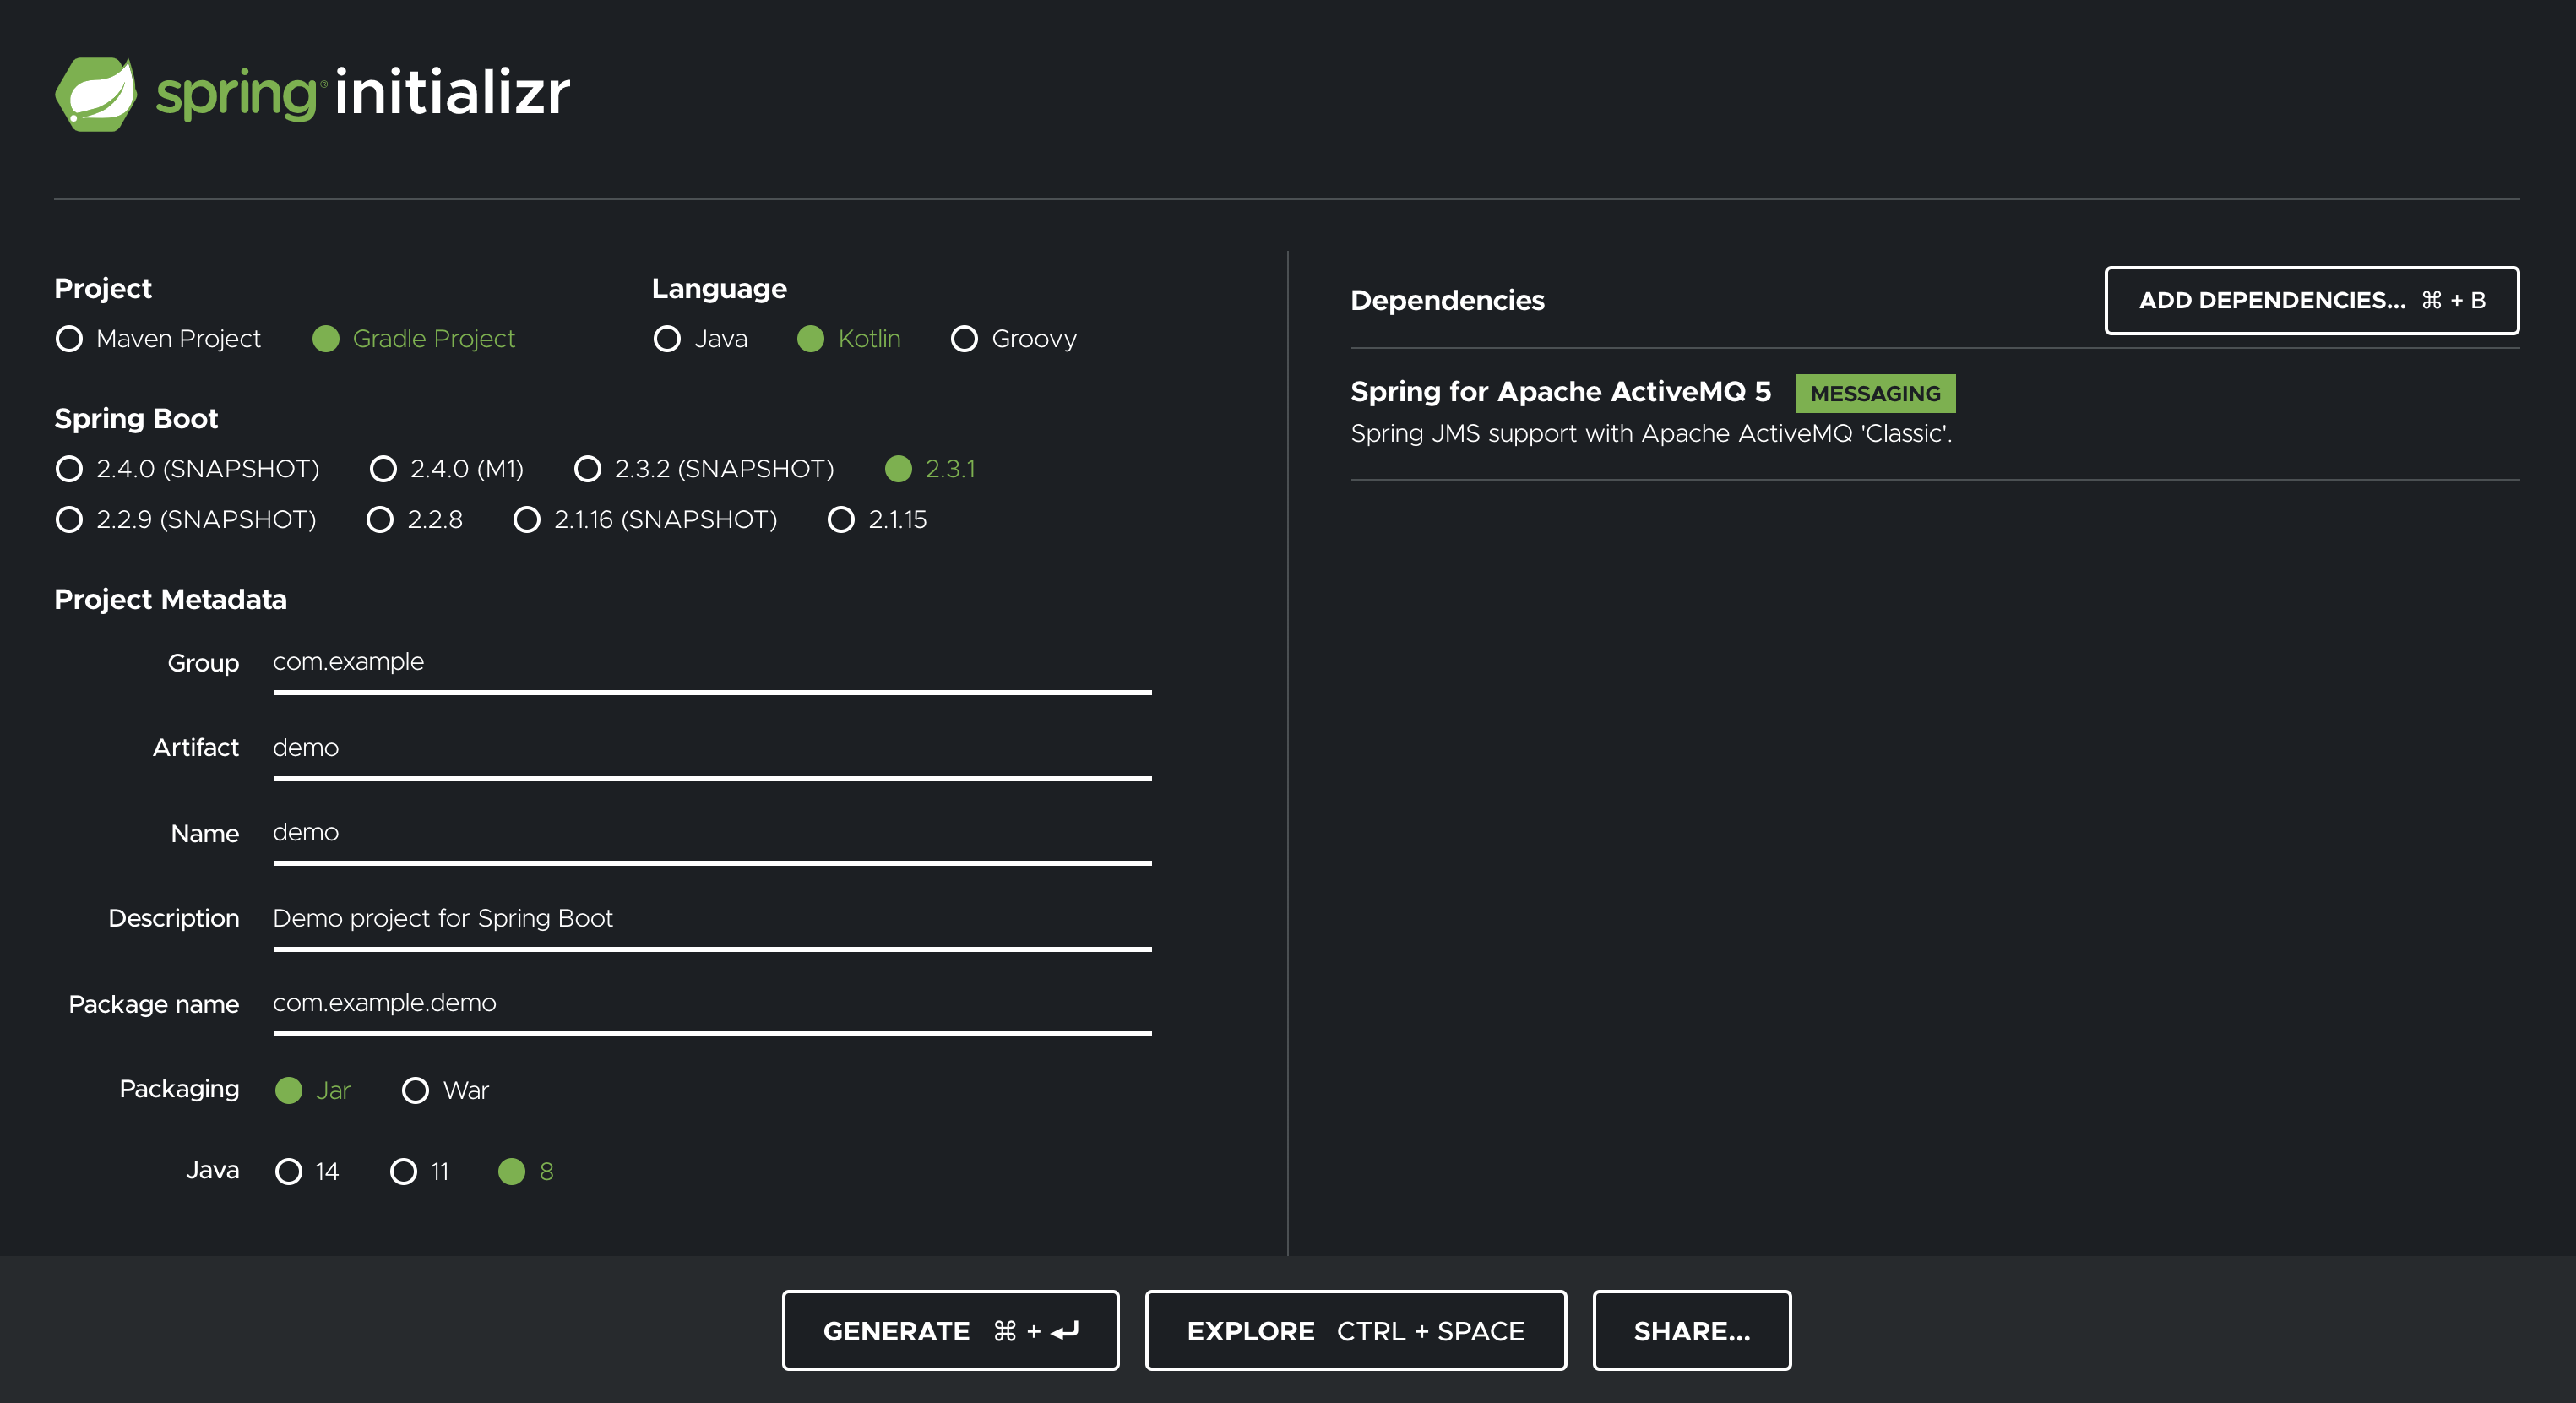 spring® initializr
Project
Maven Project Gradle Project
Language
Java Kotlin Groovy
Spring Boot
2.4.0 (SNAPSHOT) 2.4.0 (M1) 2.3.2 (SNAPSHOT) 2.3.1
2.2.9 (SNAPSHOT) 2.2.8 2.1.16 (SNAPSHOT) 2.1.15
Project Metadata
Group com.example
Artifact demo
Name demo
Description Demo project for Spring Boot
Package name com.example.demo
Packaging Jar War
Java 14 11 8
Dependencies
ADD DEPENDENCIES... ⌘ + B
Spring for Apache ActiveMQ 5 MESSAGING
Spring JMS support with Apache ActiveMQ 'Classic'.
GENERATE ⌘ + ↵
EXPLORE CTRL + SPACE
SHARE...